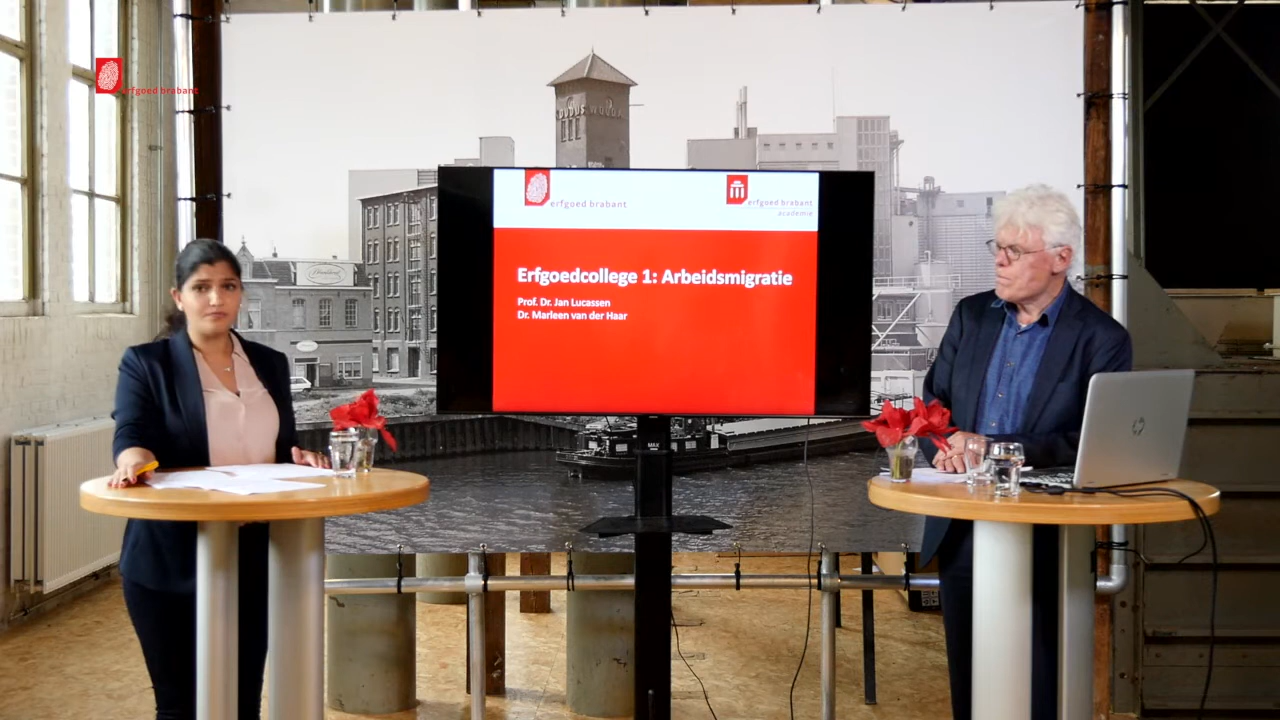 erfgoed brabant
erfgoed brabant
erfgoed brabant
academie
Erfgoedcollege 1: Arbeidsmigratie
Prof. Dr. Jan Lucassen
Dr. Marleen van der Haar
hp